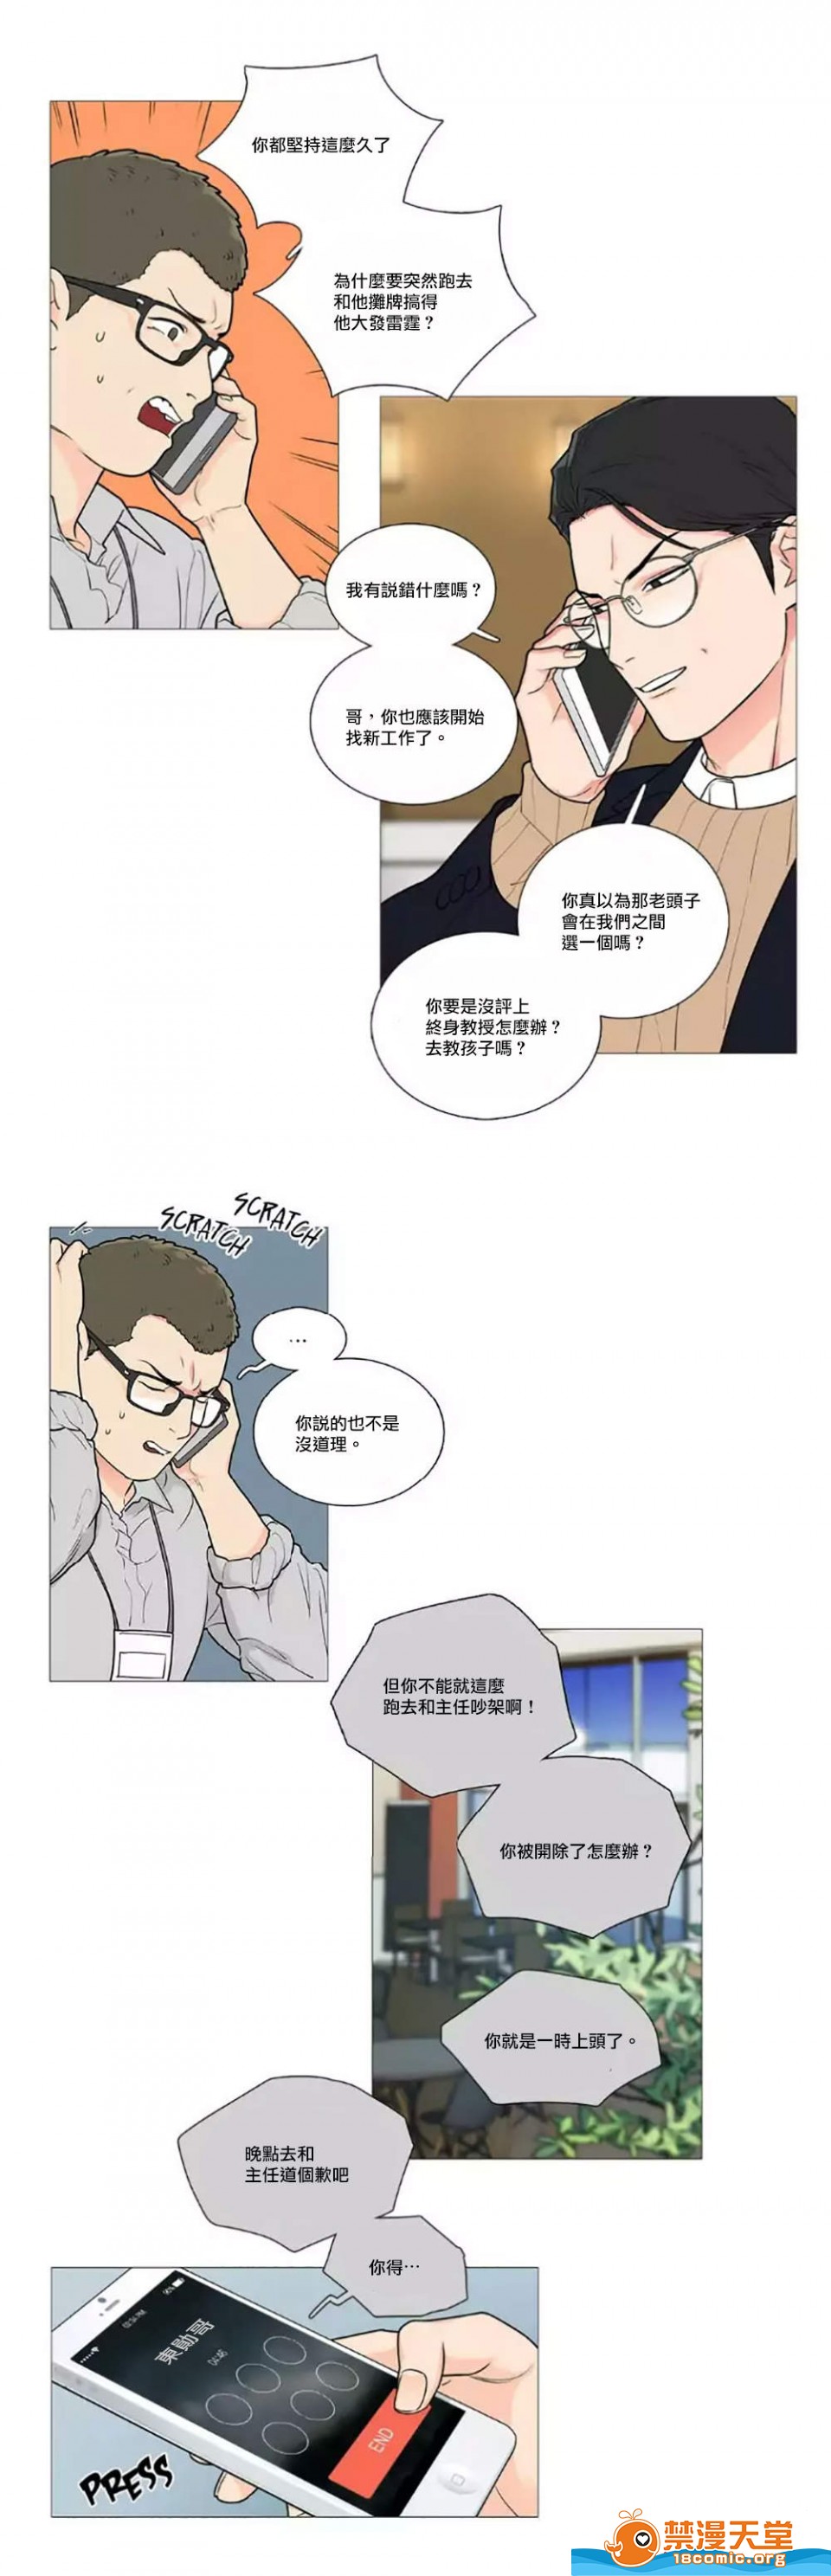 你都堅持這麼久了
為什麼要突然跑去
和他攤牌搞得
他大發雷霆？
我有說錯什麼嗎？
哥，你也應該開始
找新工作了。
你真以為那老頭子
會在我們之間
選一個嗎？
你要是沒評上
終身教授怎麼辦？
去教孩子嗎？
SCRATCH
SCRATCH
…
你說的也不是
沒道理。
但你不能就這麼
跑去和主任吵架啊！
你被開除了怎麼辦？
你就是一時上頭了。
晚點去和
主任道個歉吧
你得…
東勛哥
04:46
END
PRESS
禁漫天堂
18comic.org